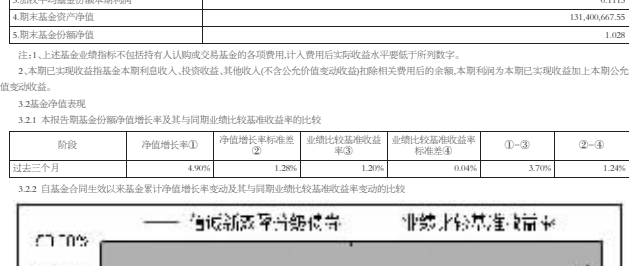 4.期末基金资产净值 131,400,667.55
5.期末基金份额净值 1.028
注:1、上述基金业绩指标不包括持有人认购或交易基金的各项费用,计入费用后实际收益水平要低于所列数字。
2、本期已实现收益指基金本期利息收入、投资收益、其他收入(不含公允价值变动收益)扣除相关费用后的余额,本期利润为本期已实现收益加上本期公允
值变动收益。
3.2基金净值表现
3.2.1 本报告期基金份额净值增长率及其与同期业绩比较基准收益率的比较
阶段 净值增长率① 净值增长率标准差② 业绩比较基准收益率③ 业绩比较基准收益率标准差④ ①-③ ②-④
过去三个月 4.90% 1.28% 1.20% 0.04% 3.70% 1.24%
3.2.2 自基金合同生效以来基金累计净值增长率变动及其与同期业绩比较基准收益率变动的比较
业绩比较基准收益率